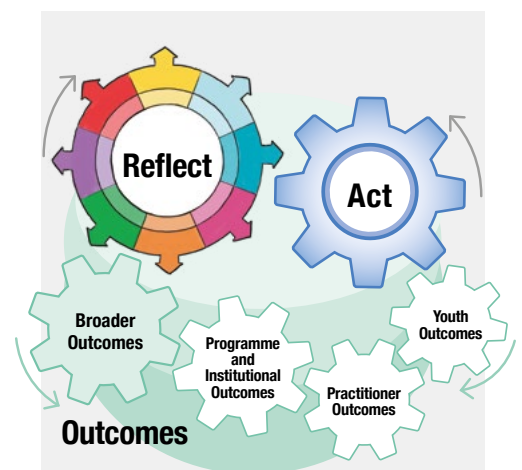 Reflect
Act
Broader
Outcomes
Programme
and
Institutional
Outcomes
Practitioner
Outcomes
Youth
Outcomes
Outcomes